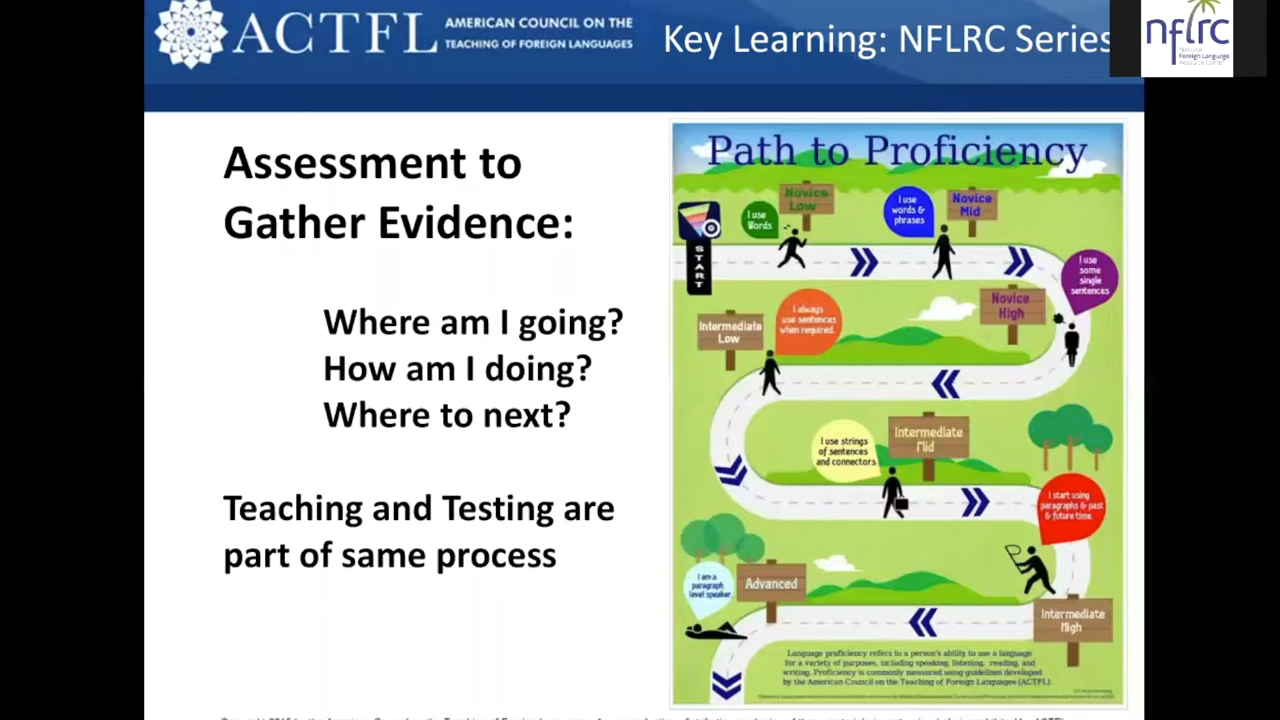 ACTFL
AMERICAN COUNCIL ON THE
TEACHING OF FOREIGN LANGUAGES
Key Learning: NFLRC Series
nflrc
National
Foreign Language
Resource Center
Assessment to
Gather Evidence:
Where am I going?
How am I doing?
Where to next?
Teaching and Testing are
part of same process
Path to Proficiency
START
I use
Words
Novice
Low
I use
words &
phrases
Novice
Mid
I use
some
single
sentences
Novice
High
I always
use sentences
when required.
Intermediate
Low
I use strings
of sentences
and connectors
Intermediate
Mid
I start using
paragraphs & past
& future time.
Intermediate
High
I am a
paragraph
level speaker.
Advanced
Language proficiency refers to a person's ability to use a language
for a variety of purposes, including speaking, listening, reading, and
writing. Proficiency is commonly measured using guidelines developed
by the American Council on the Teaching of Foreign Languages (ACTFL).